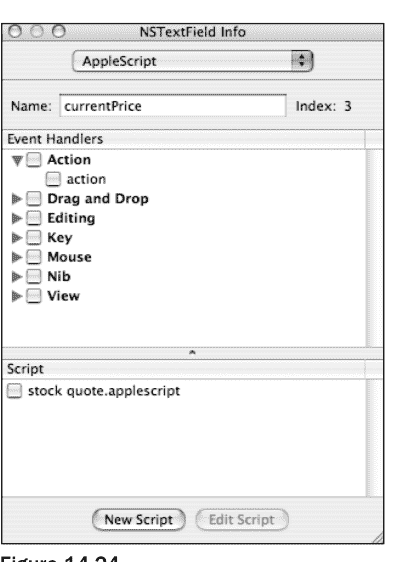 NSTextField Info
AppleScript
Name: currentPrice Index: 3
Event Handlers
Action
action
Drag and Drop
Editing
Key
Mouse
Nib
View
Script
stock quote.applescript
New Script Edit Script
Figure 14-24